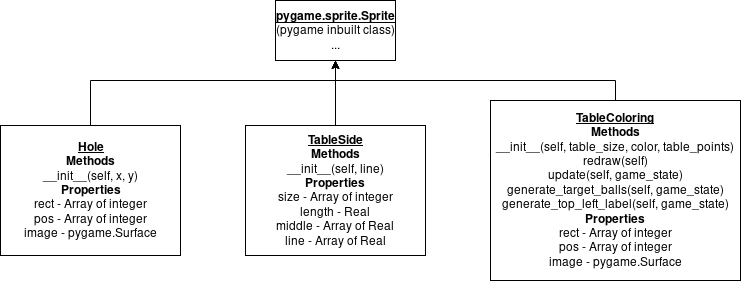 pygame.sprite.Sprite
(pygame inbuilt class)
...
Hole
Methods
__init__(self, x, y)
Properties
rect - Array of integer
pos - Array of integer
image - pygame.Surface
TableSide
Methods
__init__(self, line)
Properties
size - Array of integer
length - Real
middle - Array of Real
line - Array of Real
TableColoring
Methods
__init__(self, table_size, color, table_points)
redraw(self)
update(self, game_state)
generate_target_balls(self, game_state)
generate_top_left_label(self, game_state)
Properties
rect - Array of integer
pos - Array of integer
image - pygame.Surface